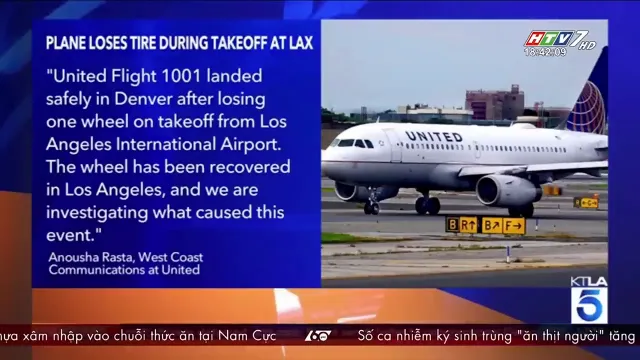 HTV7 HD
18:42:09
PLANE LOSES TIRE DURING TAKEOFF AT LAX
"United Flight 1001 landed
safely in Denver after losing
one wheel on takeoff from Los
Angeles International Airport.
The wheel has been recovered
in Los Angeles, and we are
investigating what caused this
event."
Anousha Rasta, West Coast
Communications at United
UNITED
B R↑ B↗ F→
KTLA
5
hựa xâm nhập vào chuỗi thức ăn tại Nam Cực 60 Số ca nhiễm ký sinh trùng "ăn thịt người" tăng